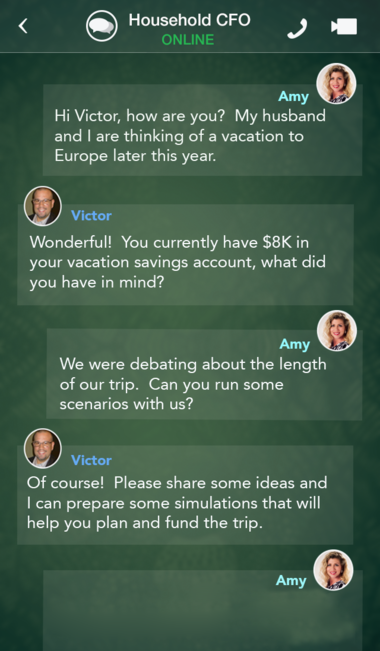 Household CFO
ONLINE
Amy
Hi Victor, how are you?  My husband
and I are thinking of a vacation to
Europe later this year.
Victor
Wonderful!  You currently have $8K in
your vacation savings account, what did
you have in mind?
Amy
We were debating about the length
of our trip.  Can you run some
scenarios with us?
Victor
Of course!  Please share some ideas and
I can prepare some simulations that will
help you plan and fund the trip.
Amy